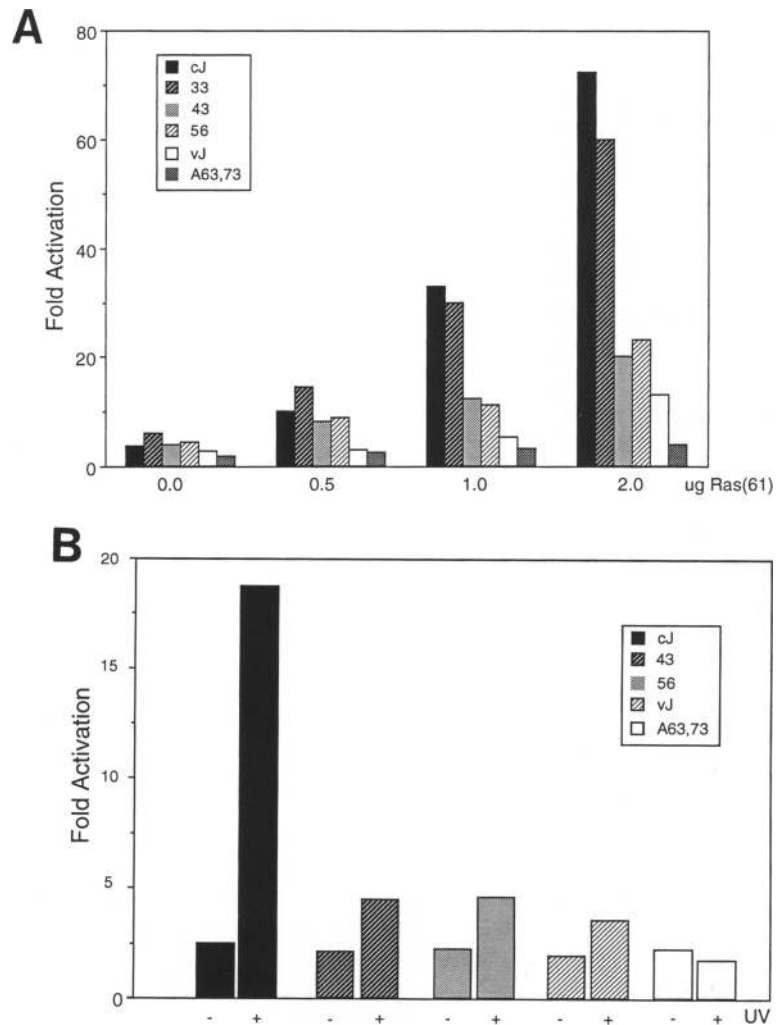 A
80
60
40
20
0
Fold Activation
cJ
33
43
56
vJ
A63,73
0.0 0.5 1.0 2.0 ug Ras(61)
B
20
15
10
5
0
Fold Activation
cJ
43
56
vJ
A63,73
- + - + - + - + - + UV